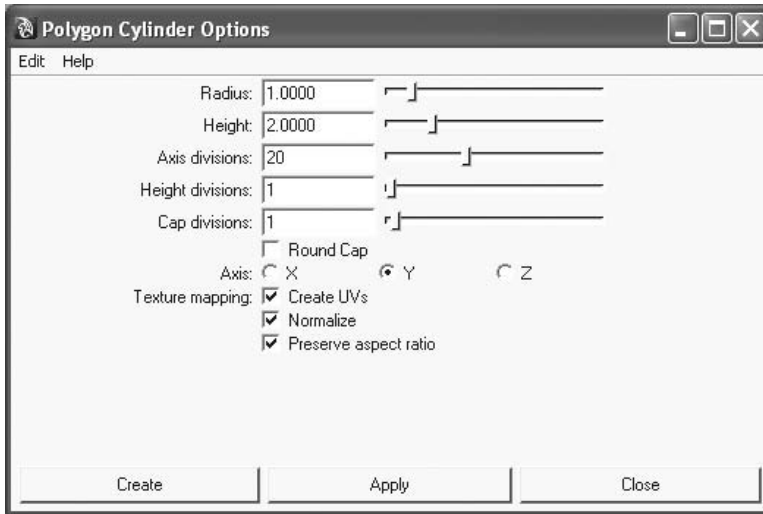 Polygon Cylinder Options
Edit Help
Radius: 1.0000
Height: 2.0000
Axis divisions: 20
Height divisions: 1
Cap divisions: 1
Round Cap
Axis: X Y Z
Texture mapping: Create UVs
Normalize
Preserve aspect ratio
Create Apply Close